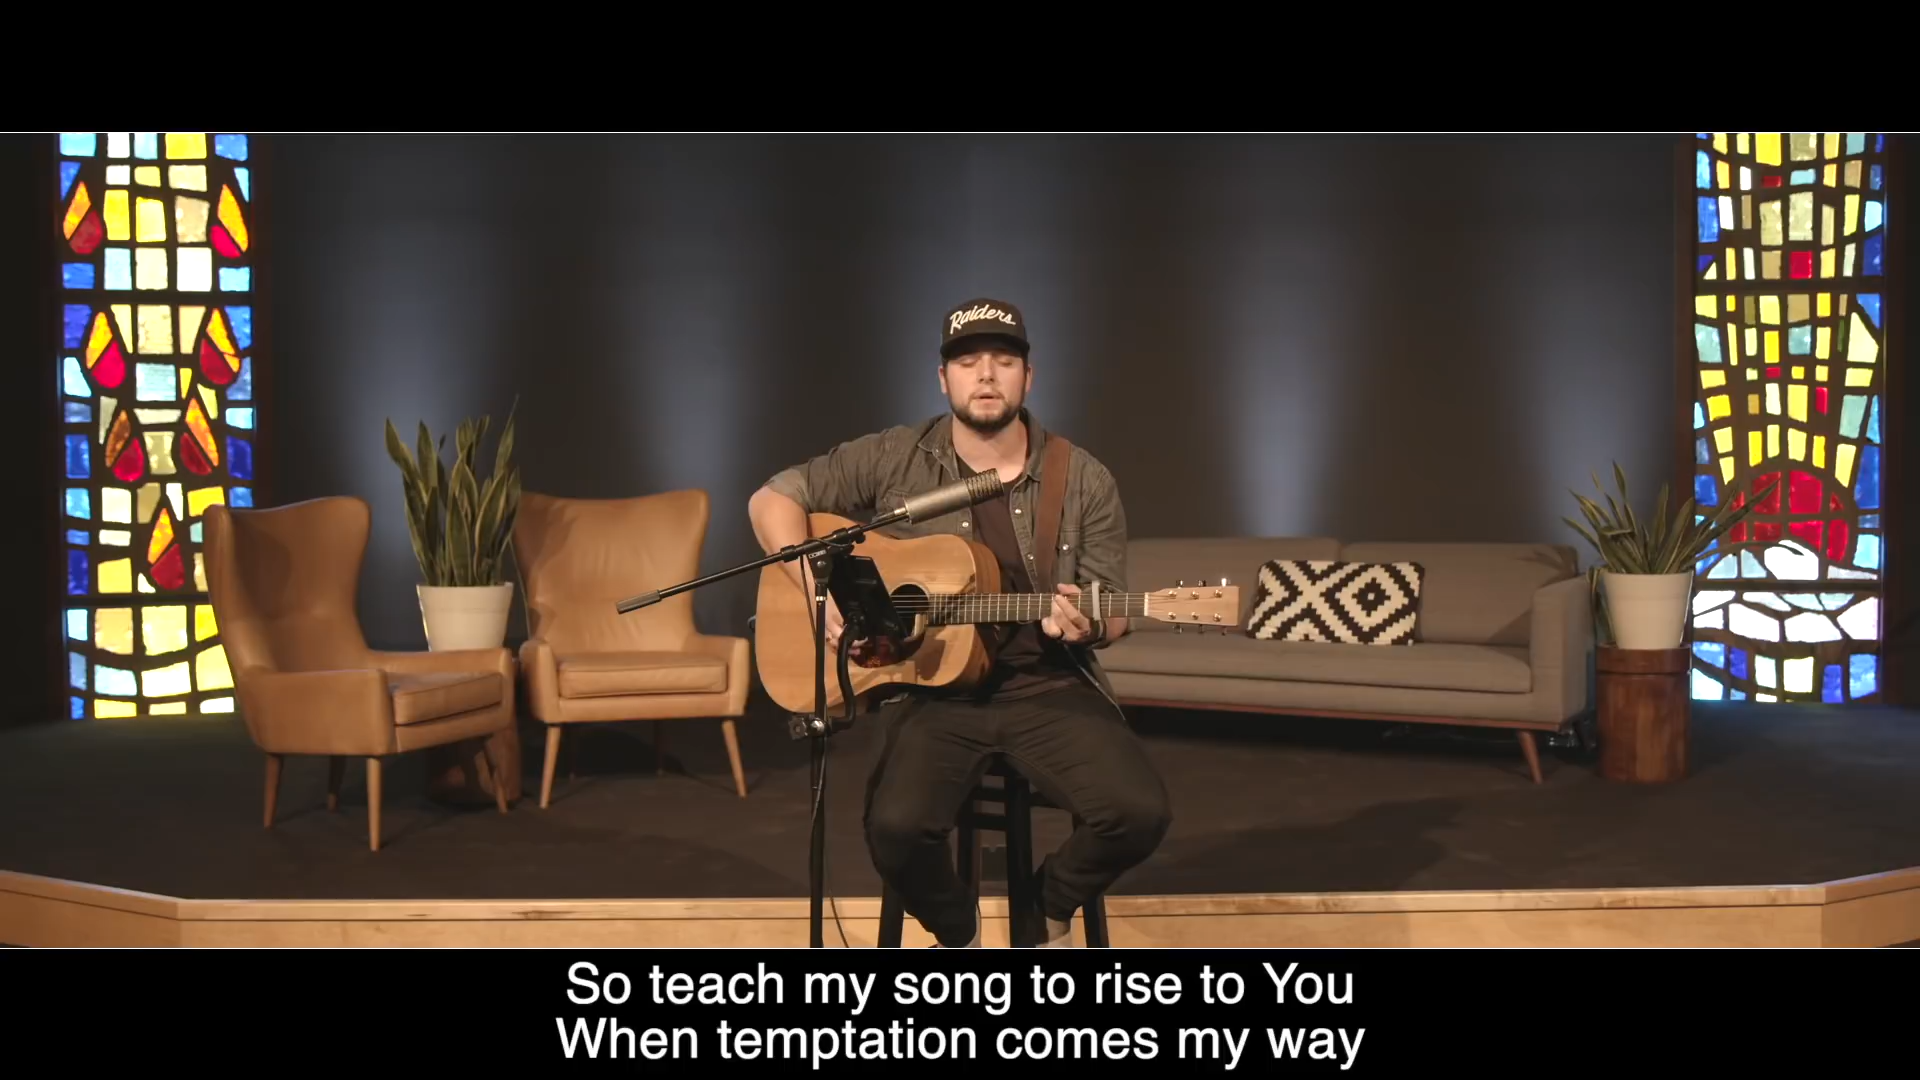 Raiders
So teach my song to rise to You
When temptation comes my way